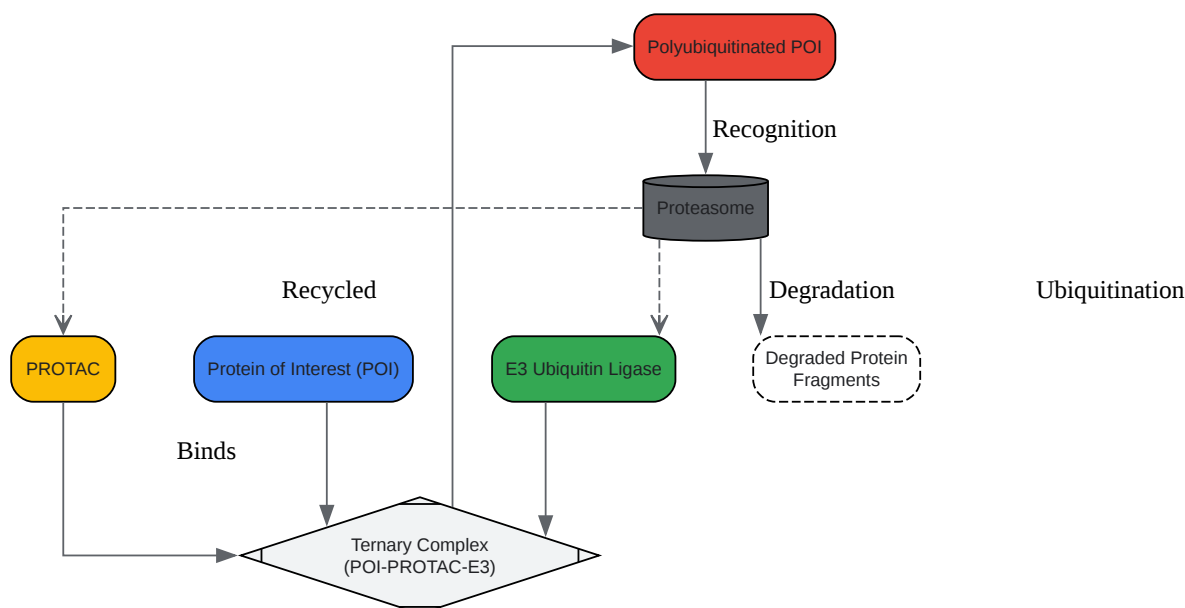 Polyubiquitinated POI
Recognition
Proteasome
Recycled
Degradation
Ubiquitination
PROTAC
Protein of Interest (POI)
E3 Ubiquitin Ligase
Degraded Protein
Fragments
Binds
Ternary Complex
(POI-PROTAC-E3)